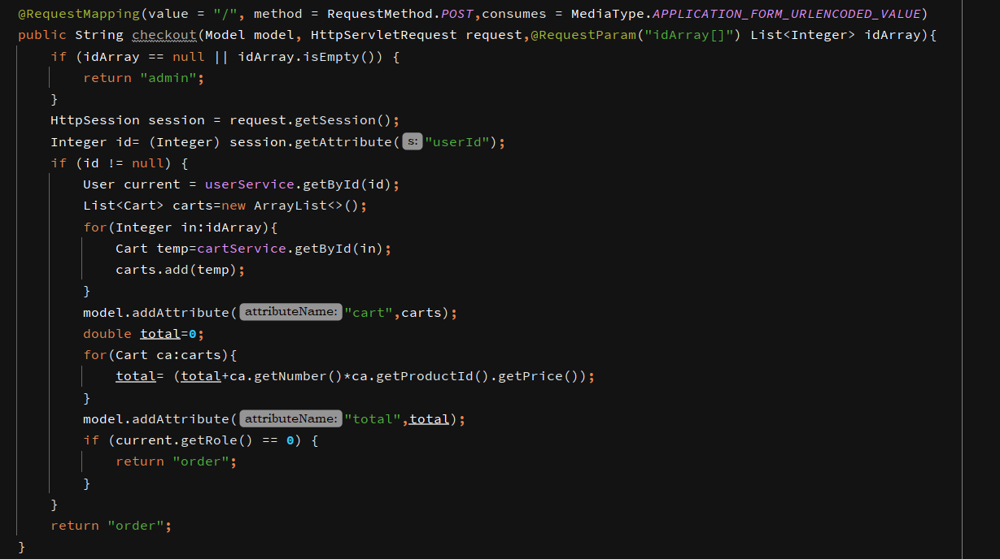 @RequestMapping(value = "/", method = RequestMethod.POST,consumes = MediaType.APPLICATION_FORM_URLENCODED_VALUE)
public String checkout(Model model, HttpServletRequest request,@RequestParam("idArray[]") List<Integer> idArray){
if (idArray == null || idArray.isEmpty()) {
return "admin";
}
HttpSession session = request.getSession();
Integer id= (Integer) session.getAttribute( s: "userId");
if (id != null) {
User current = userService.getById(id);
List<Cart> carts=new ArrayList<>();
for(Integer in:idArray){
Cart temp=cartService.getById(in);
carts.add(temp);
}
model.addAttribute( attributeName: "cart",carts);
double total=0;
for(Cart ca:carts){
total= (total+ca.getNumber()*ca.getProductId().getPrice());
}
model.addAttribute( attributeName: "total",total);
if (current.getRole() == 0) {
return "order";
}
}
return "order";
}